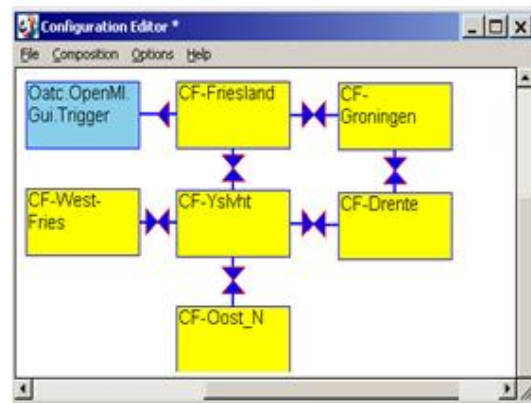 Configuration Editor *
File Composition Options Help
Oatc.OpenMI.
Gui.Trigger
CF-Friesland
CF-
Groningen
CF-West-
Fries
CF-Yslvht
CF-Drente
CF-Oost_N